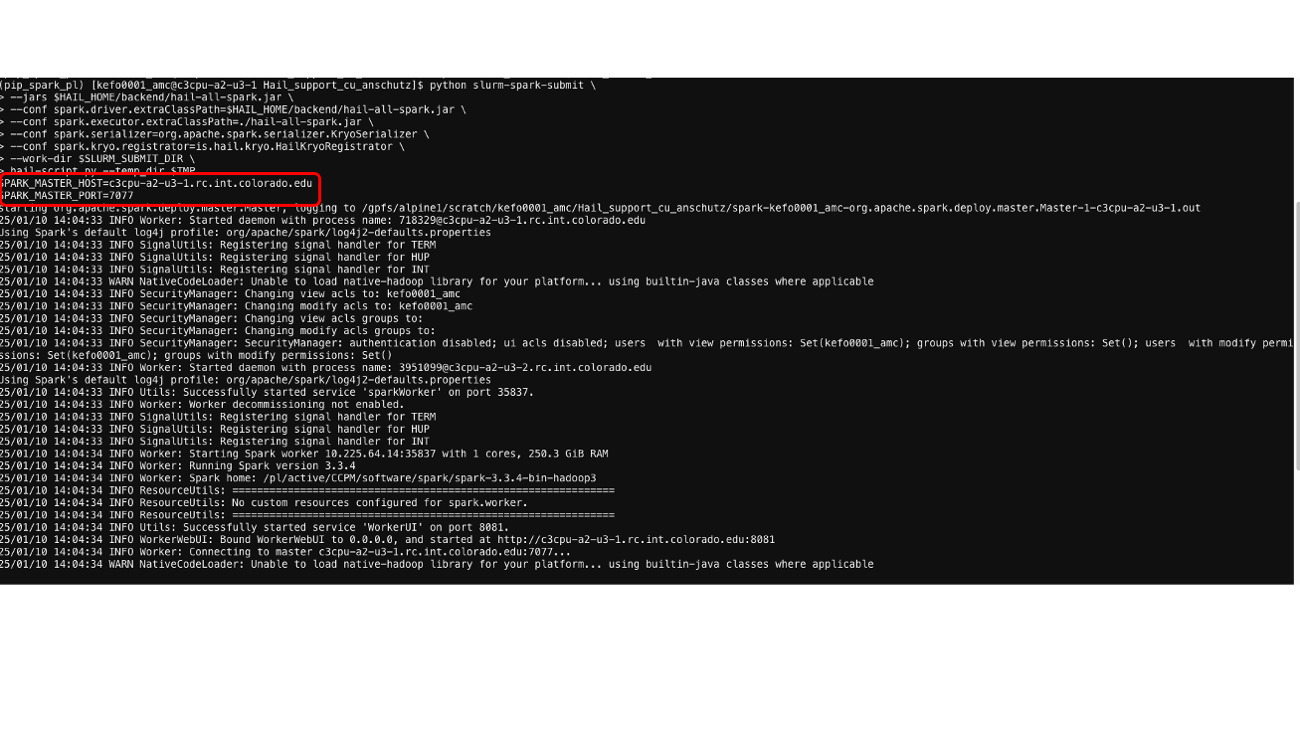 (pip_spark_pl) [kefo0001_amc@c3cpu-a2-u3-1 Hail_support_cu_anschutz]$ python slurm-spark-submit \
> --jars $HAIL_HOME/backend/hail-all-spark.jar \
> --conf spark.driver.extraClassPath=$HAIL_HOME/backend/hail-all-spark.jar \
> --conf spark.executor.extraClassPath=./hail-all-spark.jar \
> --conf spark.serializer=org.apache.spark.serializer.KryoSerializer \
> --conf spark.kryo.registrator=is.hail.kryo.HailKryoRegistrator \
> --work-dir $SLURM_SUBMIT_DIR \
> hail-script.py --temp_dir $TMP
SPARK_MASTER_HOST=c3cpu-a2-u3-1.rc.int.colorado.edu
SPARK_MASTER_PORT=7077
starting org.apache.spark.deploy.master.Master, logging to /gpfs/alpine1/scratch/kefo0001_amc/Hail_support_cu_anschutz/spark-kefo0001_amc-org.apache.spark.deploy.master.Master-1-c3cpu-a2-u3-1.out
25/01/10 14:04:33 INFO Worker: Started daemon with process name: 718329@c3cpu-a2-u3-1.rc.int.colorado.edu
Using Spark's default log4j profile: org/apache/spark/log4j2-defaults.properties
25/01/10 14:04:33 INFO SignalUtils: Registering signal handler for TERM
25/01/10 14:04:33 INFO SignalUtils: Registering signal handler for HUP
25/01/10 14:04:33 INFO SignalUtils: Registering signal handler for INT
25/01/10 14:04:33 WARN NativeCodeLoader: Unable to load native-hadoop library for your platform... using builtin-java classes where applicable
25/01/10 14:04:33 INFO SecurityManager: Changing view acls to: kefo0001_amc
25/01/10 14:04:33 INFO SecurityManager: Changing modify acls to: kefo0001_amc
25/01/10 14:04:33 INFO SecurityManager: Changing view acls groups to:
25/01/10 14:04:33 INFO SecurityManager: Changing modify acls groups to:
25/01/10 14:04:33 INFO SecurityManager: SecurityManager: authentication disabled; ui acls disabled; users  with view permissions: Set(kefo0001_amc); groups with view permissions: Set(); users  with modify permi
ssions: Set(kefo0001_amc); groups with modify permissions: Set()
25/01/10 14:04:33 INFO Worker: Started daemon with process name: 3951099@c3cpu-a2-u3-2.rc.int.colorado.edu
Using Spark's default log4j profile: org/apache/spark/log4j2-defaults.properties
25/01/10 14:04:33 INFO Utils: Successfully started service 'sparkWorker' on port 35837.
25/01/10 14:04:33 INFO Worker: Worker decommissioning not enabled.
25/01/10 14:04:33 INFO SignalUtils: Registering signal handler for TERM
25/01/10 14:04:33 INFO SignalUtils: Registering signal handler for HUP
25/01/10 14:04:33 INFO SignalUtils: Registering signal handler for INT
25/01/10 14:04:34 INFO Worker: Starting Spark worker 10.225.64.14:35837 with 1 cores, 250.3 GiB RAM
25/01/10 14:04:34 INFO Worker: Running Spark version 3.3.4
25/01/10 14:04:34 INFO Worker: Spark home: /pl/active/CCPM/software/spark/spark-3.3.4-bin-hadoop3
25/01/10 14:04:34 INFO ResourceUtils: ==============================================================
25/01/10 14:04:34 INFO ResourceUtils: No custom resources configured for spark.worker.
25/01/10 14:04:34 INFO ResourceUtils: ==============================================================
25/01/10 14:04:34 INFO Utils: Successfully started service 'WorkerUI' on port 8081.
25/01/10 14:04:34 INFO WorkerWebUI: Bound WorkerWebUI to 0.0.0.0, and started at http://c3cpu-a2-u3-1.rc.int.colorado.edu:8081
25/01/10 14:04:34 INFO Worker: Connecting to master c3cpu-a2-u3-1.rc.int.colorado.edu:7077...
25/01/10 14:04:34 WARN NativeCodeLoader: Unable to load native-hadoop library for your platform... using builtin-java classes where applicable